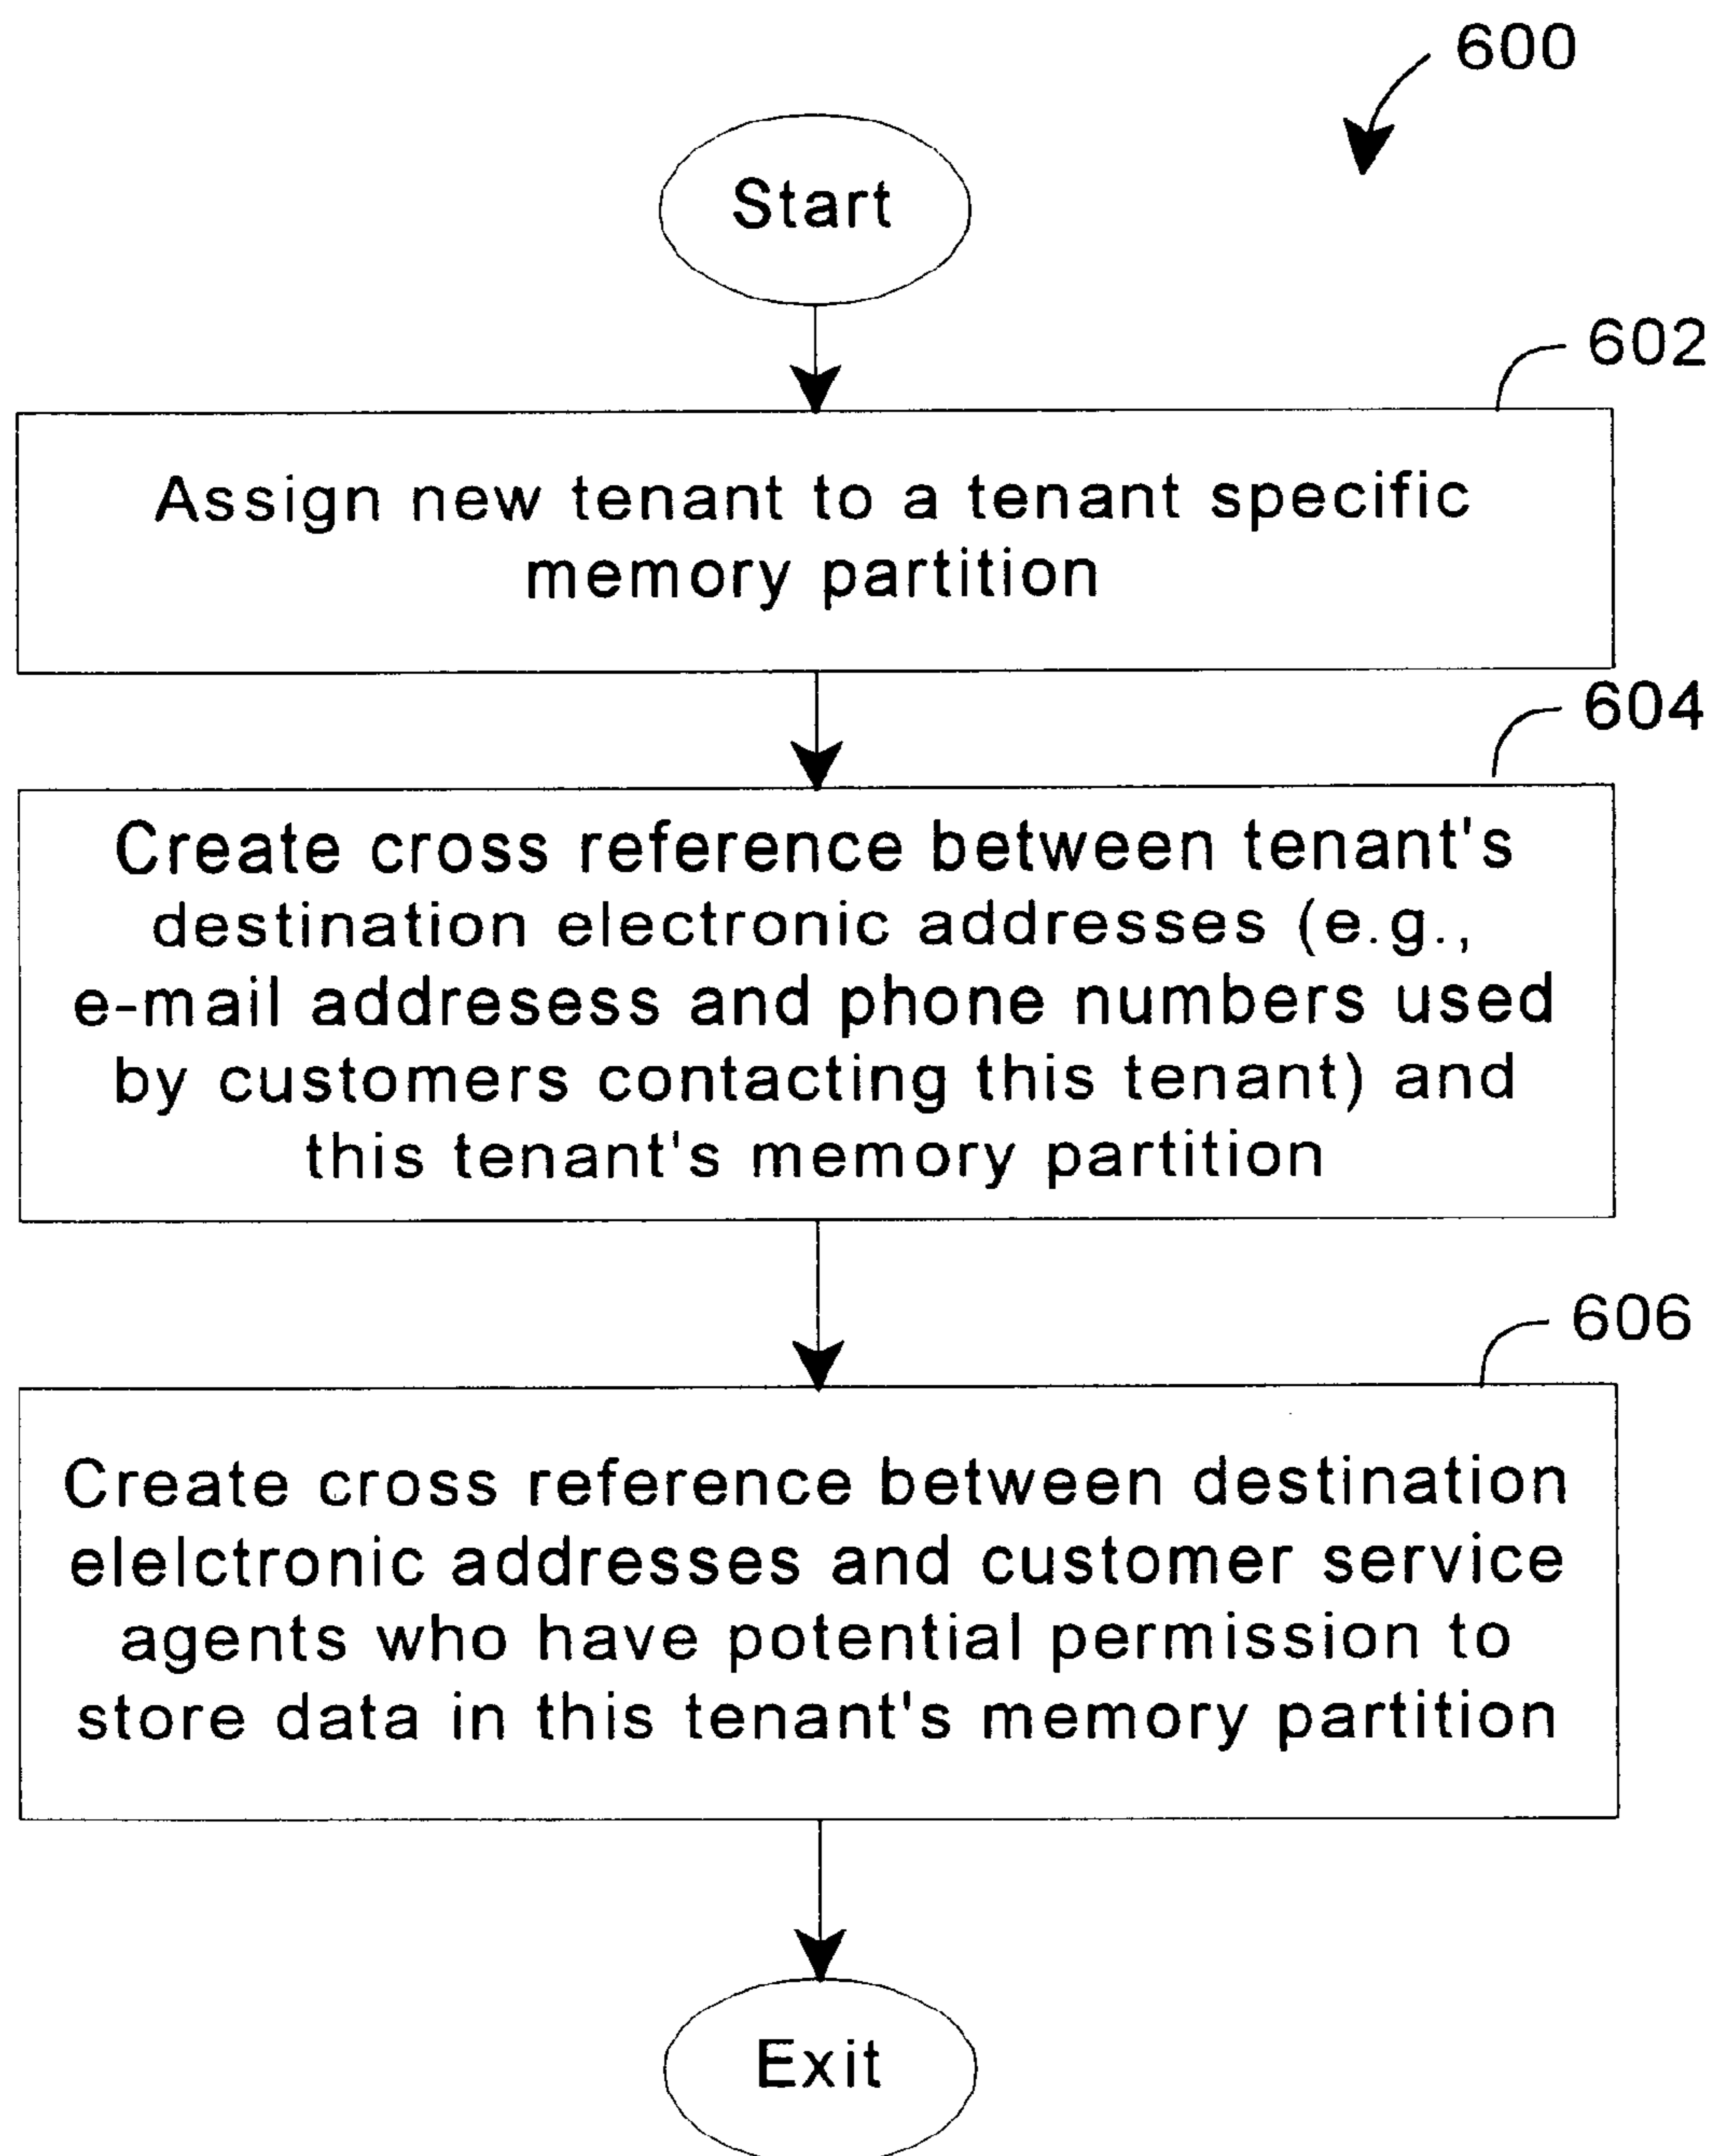 600
Start
602
Assign new tenant to a tenant specific
memory partition
604
Create cross reference between tenant's
destination electronic addresses (e.g.,
e-mail addresess and phone numbers used
by customers contacting this tenant) and
this tenant's memory partition
606
Create cross reference between destination
elelctronic addresses and customer service
agents who have potential permission to
store data in this tenant's memory partition
Exit